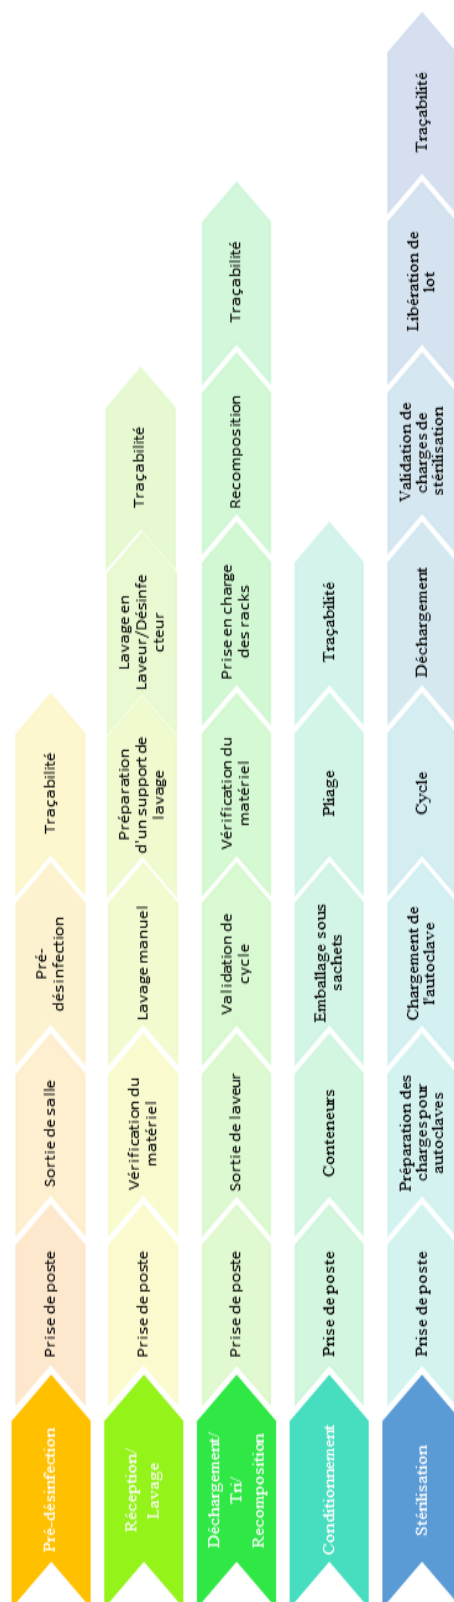 Pré-désinfection
Prise de poste
Sortie de salle
Pré-
désinfection
Traçabilité
Réception/
Lavage
Prise de poste
Vérification du
matériel
Lavage manuel
Préparation
d'un support de
lavage
Lavage en
Laveur/Désinfe
cteur
Traçabilité
Déchargement/
Tri/
Recomposition
Prise de poste
Sortie de laveur
Validation de
cycle
Vérification du
matériel
Prise en charge
des racks
Recomposition
Traçabilité
Conditionnement
Prise de poste
Conteneurs
Emballage sous
sachets
Pliage
Traçabilité
Stérilisation
Prise de poste
Préparation des
charges pour
autoclaves
Chargement de
l'autoclave
Cycle
Déchargement
Validation de
charges de
stérilisation
Libération de
lot
Traçabilité